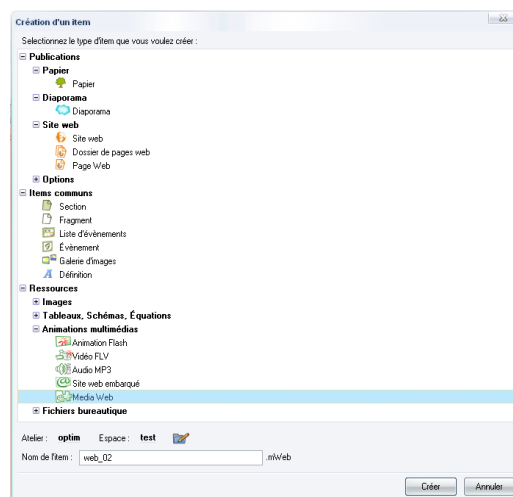 Création d'un item
Selectionnez le type d'item que vous voulez créer :
Publications
Papier
Papier
Diaporama
Diaporama
Site web
Site web
Dossier de pages web
Page Web
Options
Items communs
Section
Fragment
Liste d'évènements
Évènement
Galerie d'images
Définition
Ressources
Images
Tableaux, Schémas, Équations
Animations multimédias
Animation Flash
Vidéo FLV
Audio MP3
Site web embarqué
Media Web
Fichiers bureautique
Atelier : optim Espace : test
Nom de l'item : web_02 .mWeb
Créer Annuler